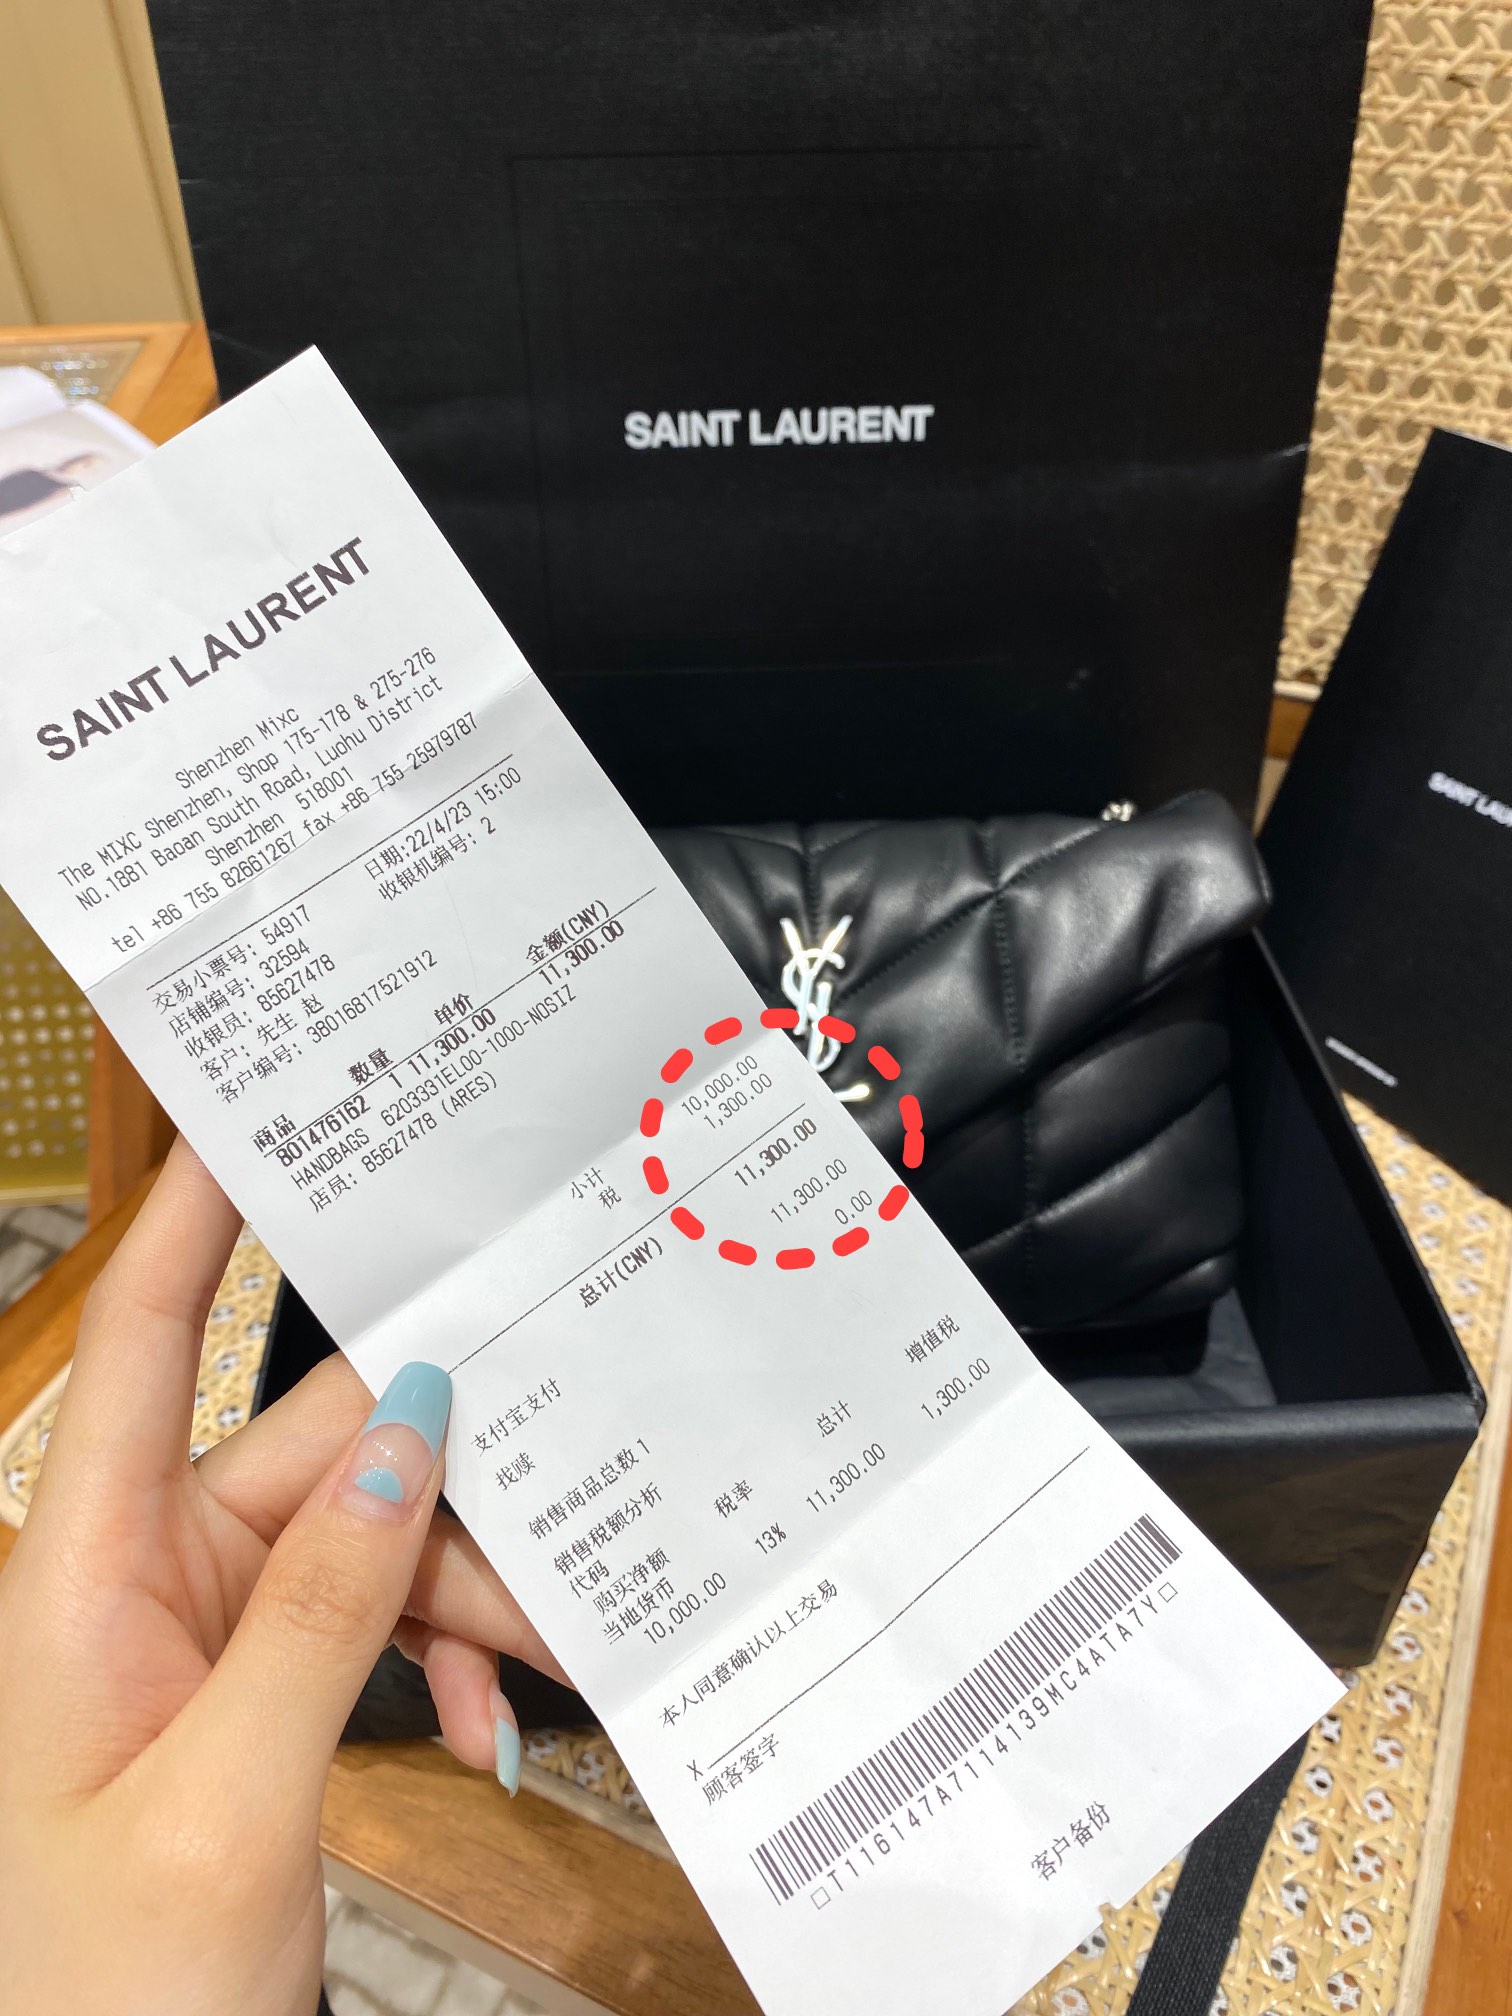 SAINT LAURENT
SAINT LAURENT
Shenzhen Mixc
The MIXC Shenzhen, Shop 175-178 & 275-276
NO.1881 Baoan South Road, Luohu District
Shenzhen 518001
tel +86 755 82661267 fax +86 755 25979787
交易小票号: 54917 日期:22/4/23 15:00
店铺编号: 32594 收银机编号: 2
收银员: 85627478
客户: 先生 赵
客户编号: 38016817521912
商品 数量 单价 金额(CNY)
801476162 1 11,300.00 11,300.00
HANDBAGS 6203331EL00-1000-NOSIZ
店员: 85627478 (ARES)
小计 10,000.00
税 1,300.00
总计(CNY) 11,300.00
支付宝支付 11,300.00
找赎 0.00
销售商品总数 1
销售税额分析
代码 税率 总计 增值税
购买净额 13% 11,300.00 1,300.00
当地货币
10,000.00
本人同意确认以上交易
X
顾客签字
T116147A7114139MC4ATA7Y
客户备份
YSL
SAINT LAU